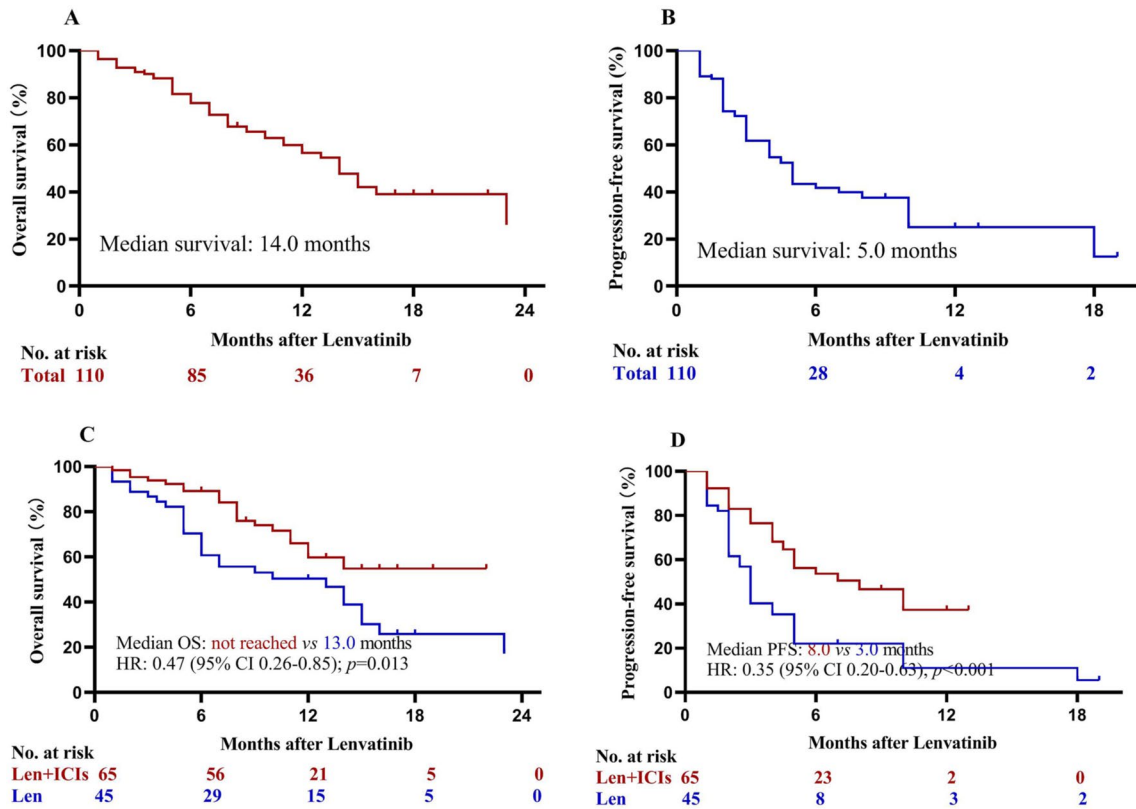 A
Overall survival (%)
100
80
60
40
20
0
Median survival: 14.0 months
0 6 12 18 24
Months after Lenvatinib
No. at risk
Total 110 85 36 7 0
B
Progression-free survival (%)
100
80
60
40
20
0
Median survival: 5.0 months
0 6 12 18
Months after Lenvatinib
No. at risk
Total 110 28 4 2
C
Overall survival (%)
100
80
60
40
20
0
Median OS: not reached vs 13.0 months
HR: 0.47 (95% CI 0.26-0.85); p=0.013
0 6 12 18 24
Months after Lenvatinib
No. at risk
Len+ICIs 65 56 21 5 0
Len 45 29 15 5 0
D
Progression-free survival (%)
100
80
60
40
20
0
Median PFS: 8.0 vs 3.0 months
HR: 0.35 (95% CI 0.20-0.63); p<0.001
0 6 12 18
Months after Lenvatinib
No. at risk
Len+ICIs 65 23 2 0
Len 45 8 3 2